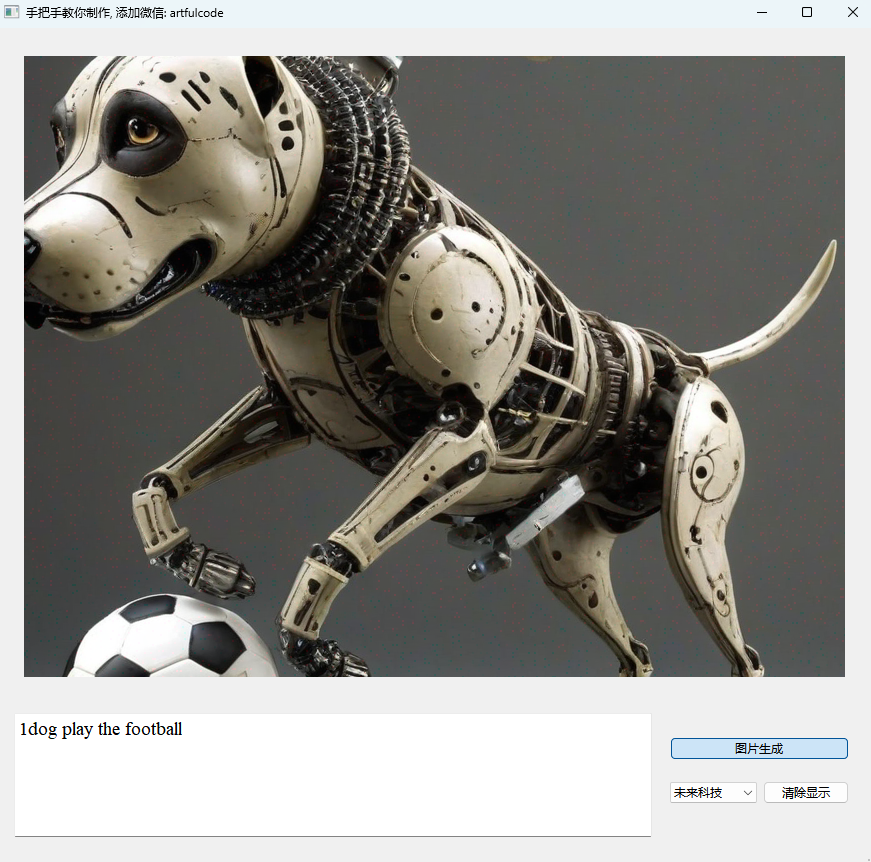 手把手教你制作, 添加微信: artfulcode
1dog play the football
图片生成
未来科技
清除显示